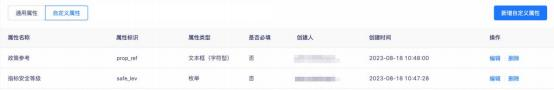 通用属性 自定义属性 新增自定义属性
属性名称 属性标识 属性类型 是否必填 创建人 创建时间 操作
政策参考 prop_ref 文本框（字符型） 否 2023-08-18 10:48:00 编辑 删除
指标安全等级 safe_lev 枚举 否 2023-08-18 10:47:28 编辑 删除